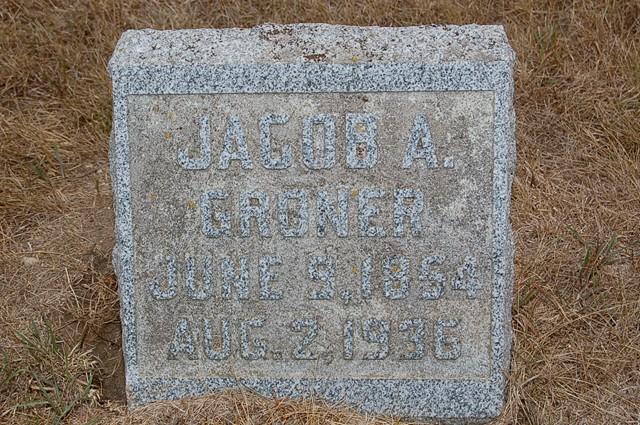 JACOB A.
GRONER
JUNE 9, 1854
AUG. 2, 1936